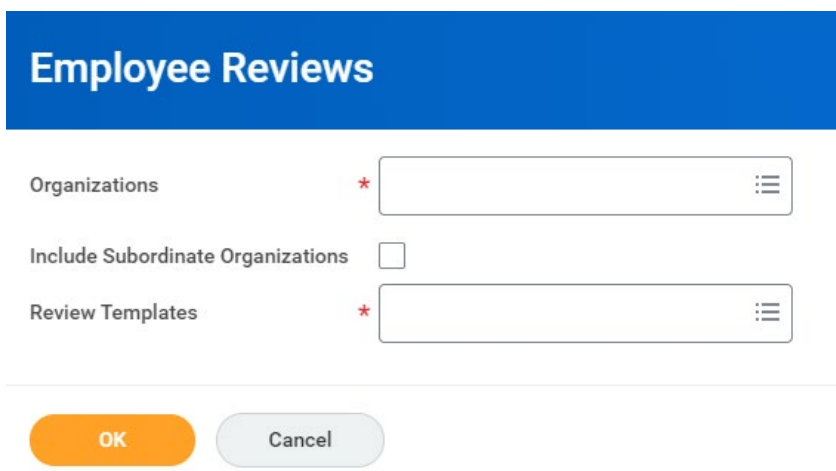 Employee Reviews
Organizations *
Include Subordinate Organizations
Review Templates *
OK Cancel